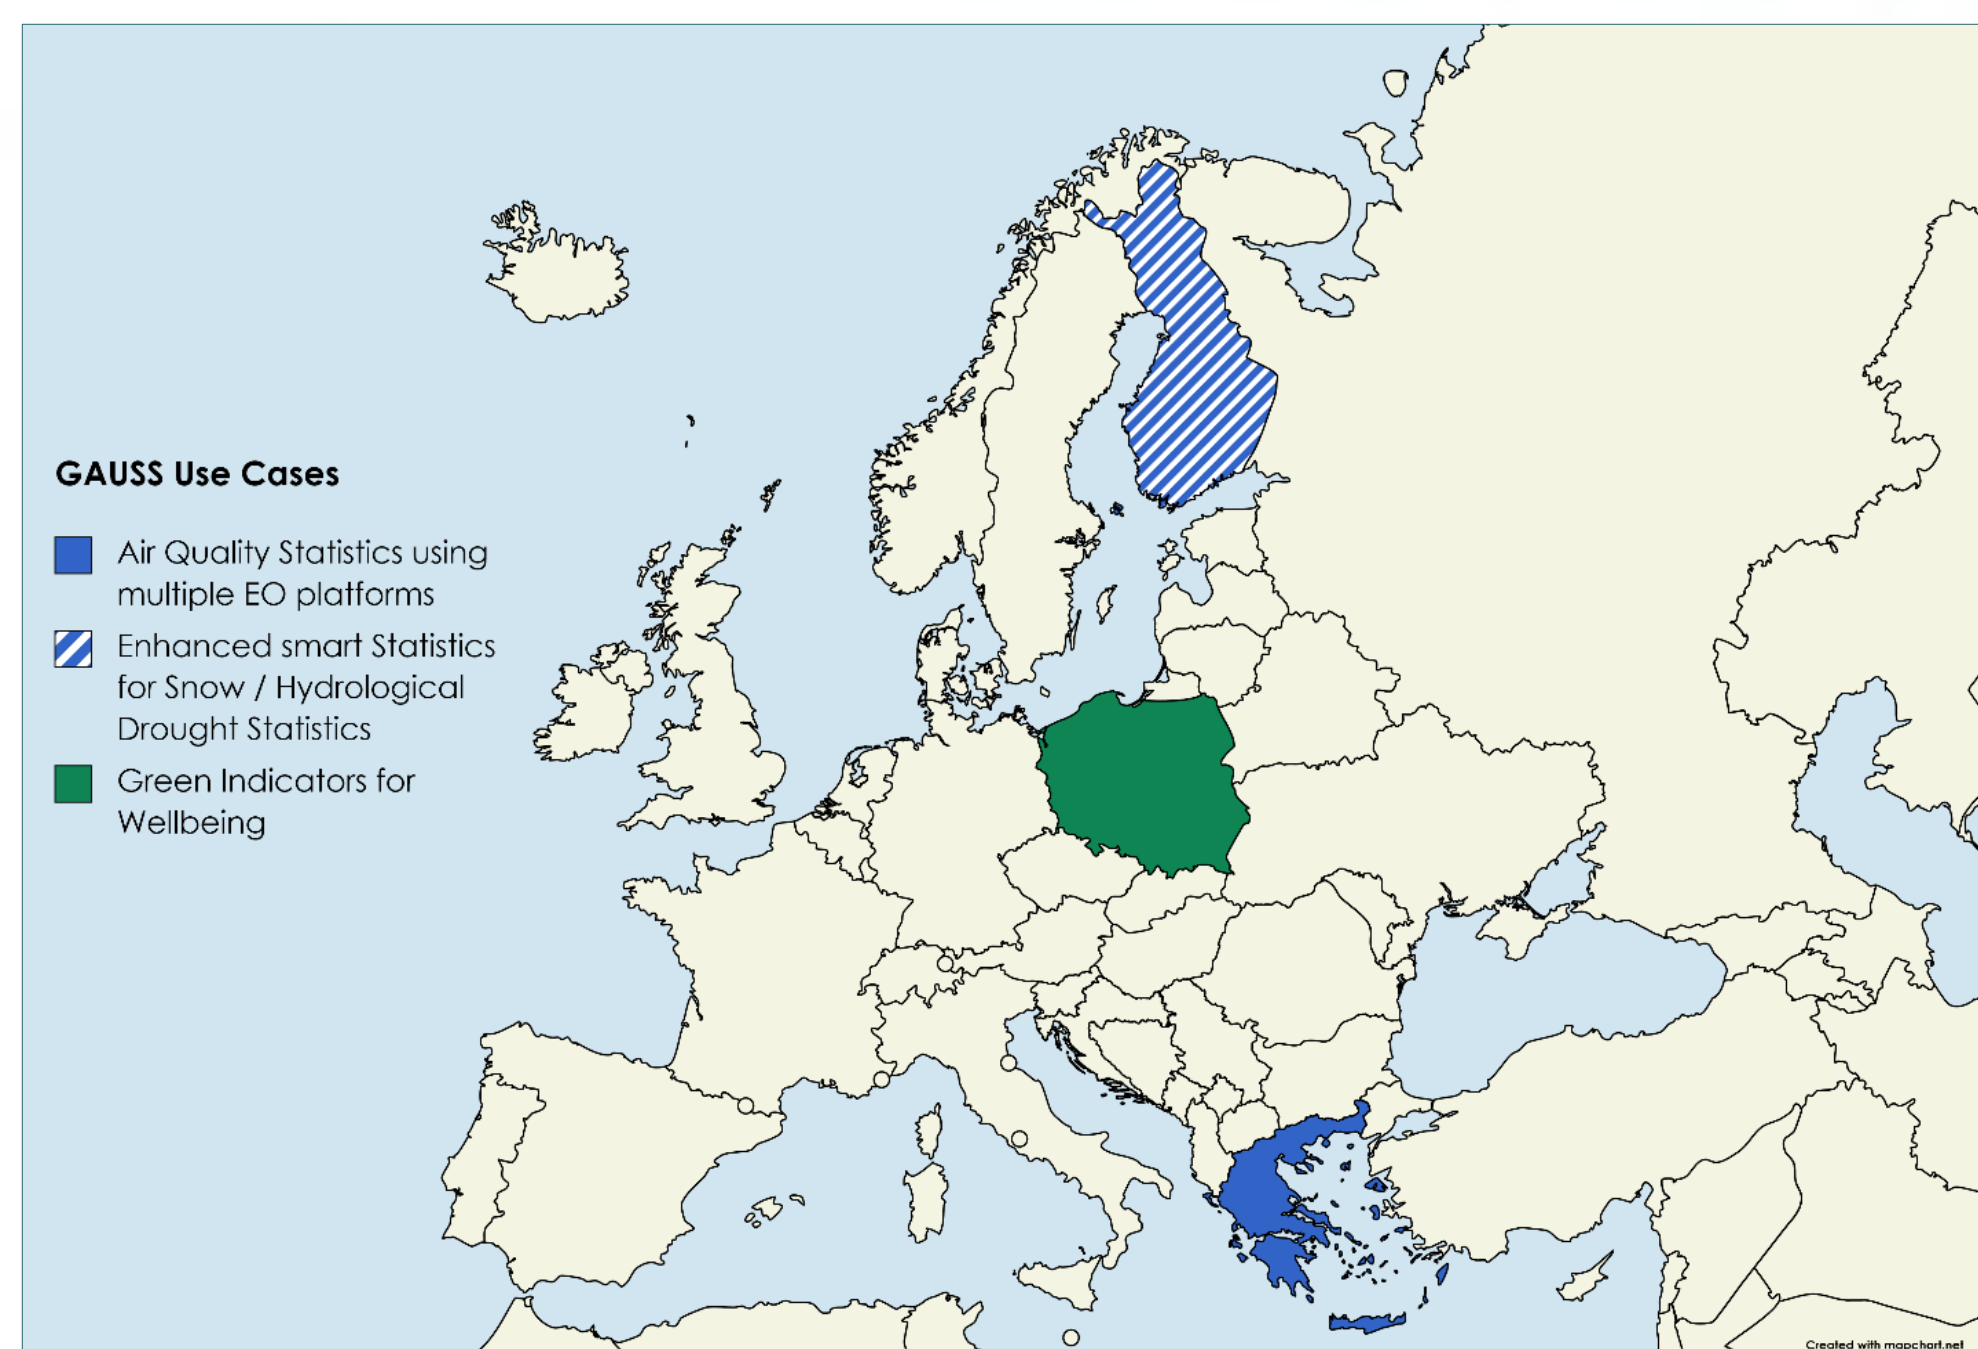 GAUSS Use Cases
Air Quality Statistics using
multiple EO platforms
Enhanced smart Statistics
for Snow / Hydrological
Drought Statistics
Green Indicators for
Wellbeing
Created with mapchart.net